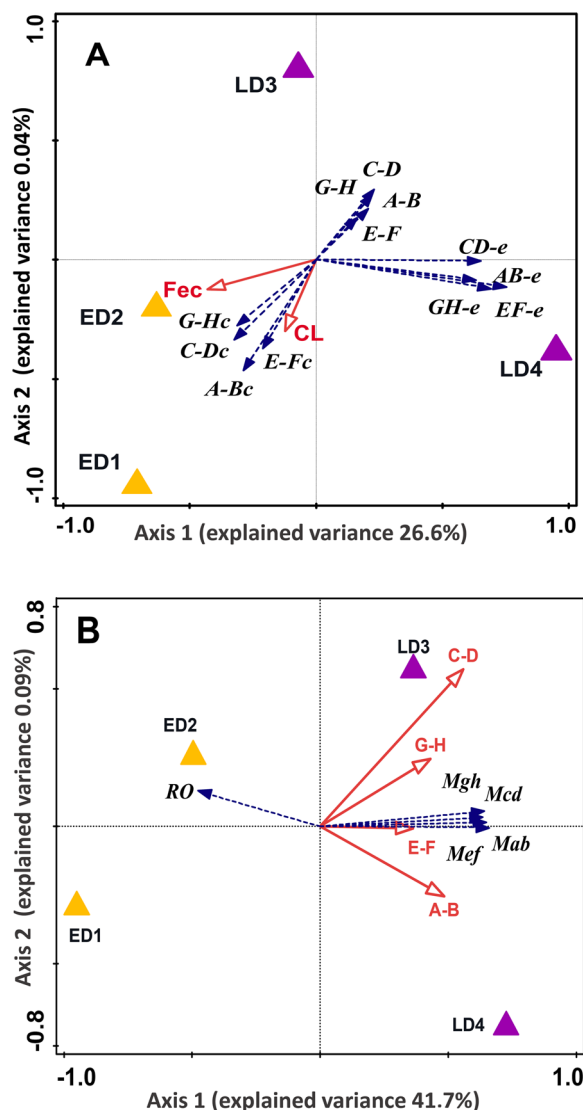 1.0
A
LD3
C-D
G-H
A-B
E-F
CD-e
Fec
AB-e
ED2
G-Hc
GH-e
EF-e
CL
C-Dc
E-Fc
LD4
A-Bc
ED1
Axis 2 (explained variance 0.04%)
-1.0
-1.0
1.0
Axis 1 (explained variance 26.6%)
0.8
B
LD3
C-D
ED2
G-H
RO
Mgh
Mcd
E-F
Mef
Mab
A-B
ED1
LD4
Axis 2 (explained variance 0.09%)
-0.8
-1.0
1.0
Axis 1 (explained variance 41.7%)